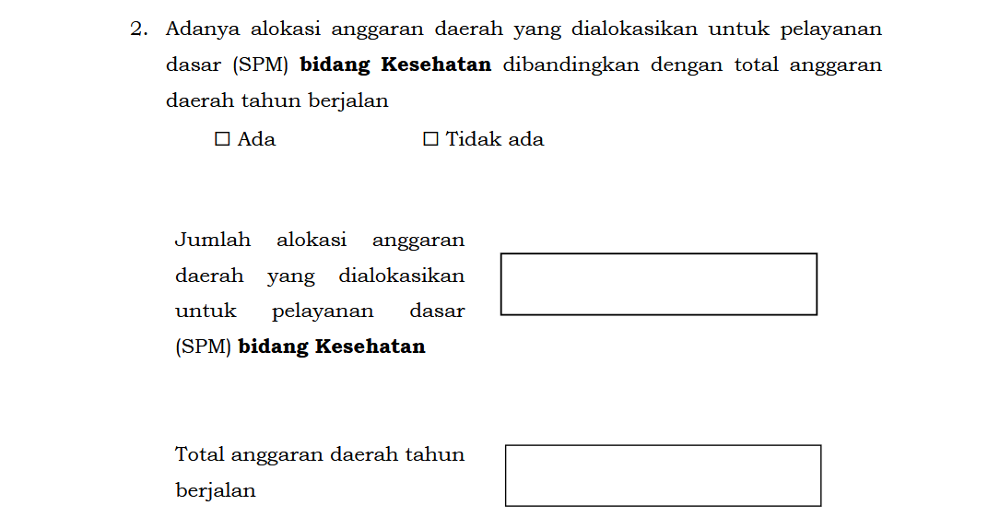 2. Adanya alokasi anggaran daerah yang dialokasikan untuk pelayanan
dasar (SPM) bidang Kesehatan dibandingkan dengan total anggaran
daerah tahun berjalan
☐ Ada ☐ Tidak ada
Jumlah alokasi anggaran
daerah yang dialokasikan
untuk pelayanan dasar
(SPM) bidang Kesehatan
Total anggaran daerah tahun
berjalan